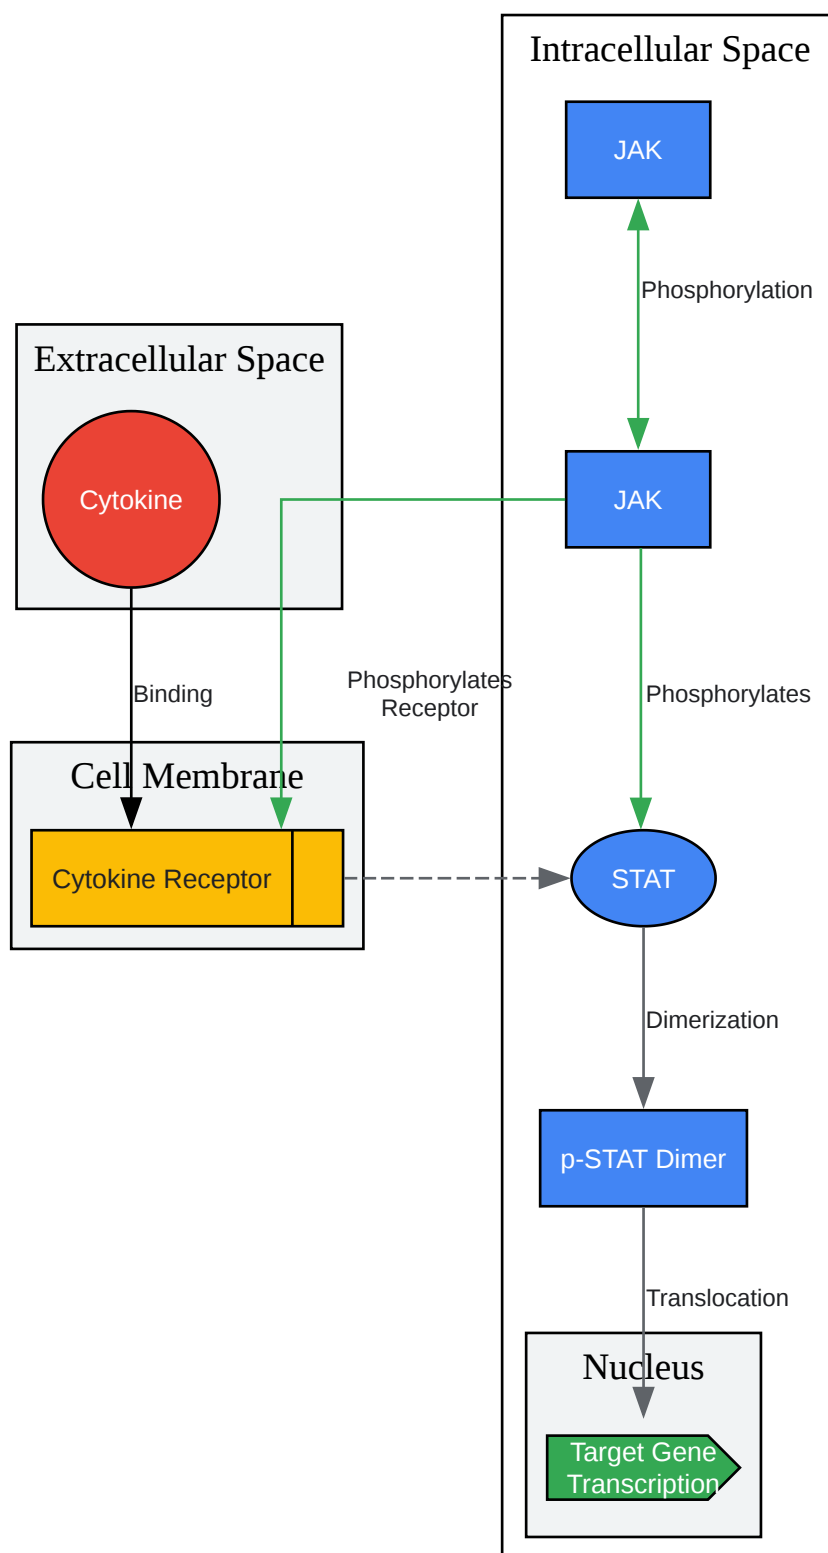 Intracellular Space
JAK
Phosphorylation
Extracellular Space
Cytokine
JAK
Binding
Phosphorylates
Receptor
Phosphorylates
Cell Membrane
Cytokine Receptor
STAT
Dimerization
p-STAT Dimer
Translocation
Nucleus
Target Gene
Transcription